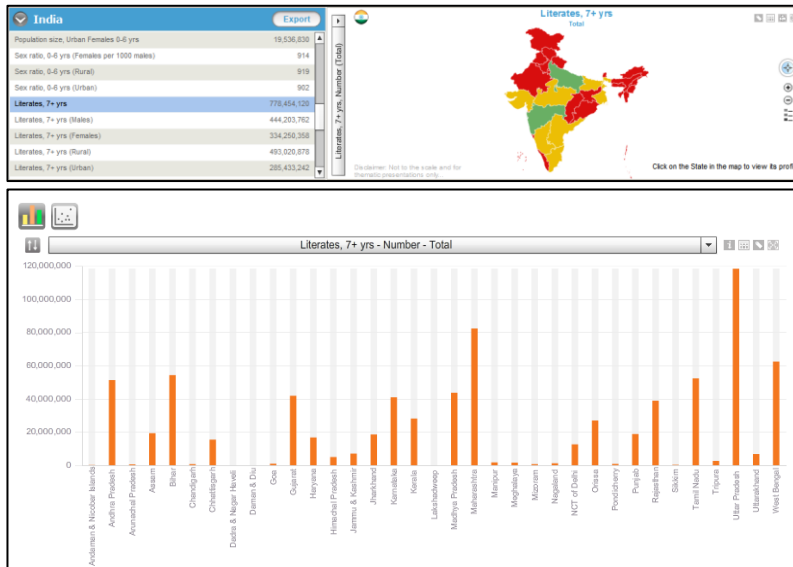 India
Export
Population size, Urban Females 0-6 yrs 19,536,830
Sex ratio, 0-6 yrs (Females per 1000 males) 914
Sex ratio, 0-6 yrs (Rural) 919
Sex ratio, 0-6 yrs (Urban) 902
Literates, 7+ yrs 778,454,120
Literates, 7+ yrs (Males) 444,203,762
Literates, 7+ yrs (Females) 334,250,358
Literates, 7+ yrs (Rural) 493,020,878
Literates, 7+ yrs (Urban) 285,433,242
Literates, 7+ yrs, Number (Total)
Literates, 7+ yrs
Total
Disclaimer: Not to the scale and for
thematic presentations only...
Click on the State in the map to view its profi
Literates, 7+ yrs - Number - Total
120,000,000
100,000,000
80,000,000
60,000,000
40,000,000
20,000,000
0
Andaman & Nicobar Islands
Andhra Pradesh
Arunachal Pradesh
Assam
Bihar
Chandigarh
Chhattisgarh
Dadra & Nagar Haveli
Daman & Diu
Goa
Gujarat
Haryana
Himachal Pradesh
Jammu & Kashmir
Jharkhand
Karnataka
Kerala
Lakshadweep
Madhya Pradesh
Maharashtra
Manipur
Meghalaya
Mizoram
Nagaland
NCT of Delhi
Orissa
Pondicherry
Punjab
Rajasthan
Sikkim
Tamil Nadu
Tripura
Uttar Pradesh
Uttarakhand
West Bengal